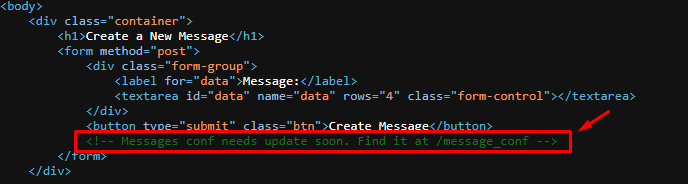 <body>
<div class="container">
<h1>Create a New Message</h1>
<form method="post">
<div class="form-group">
<label for="data">Message:</label>
<textarea id="data" name="data" rows="4" class="form-control"></textarea>
</div>
<button type="submit" class="btn">Create Message</button>
<!-- Messages conf needs update soon. Find it at /message_conf -->
</form>
</div>